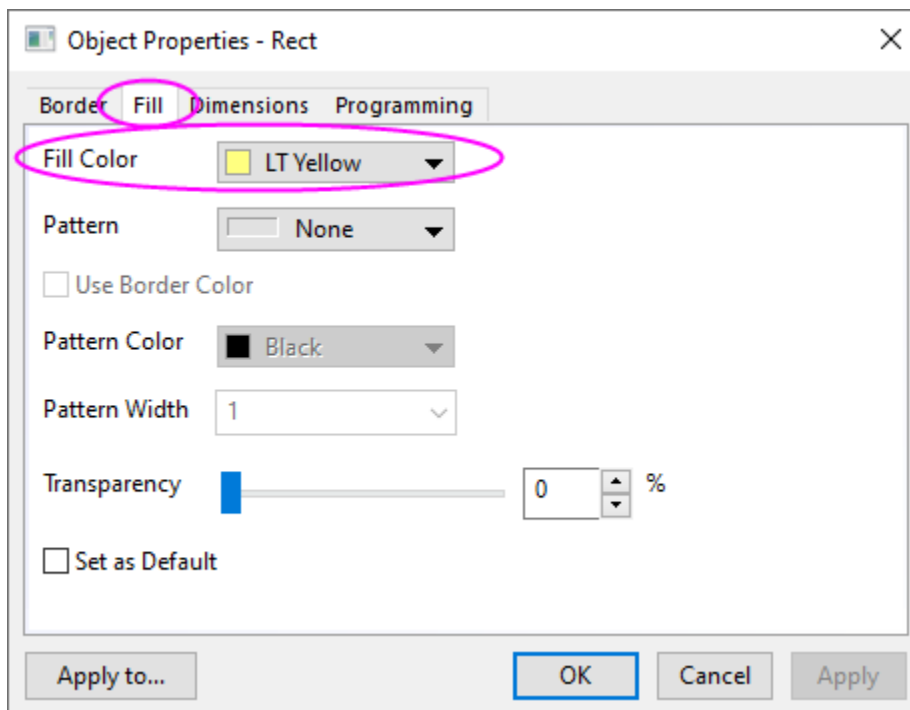 Object Properties - Rect
Border Fill Dimensions Programming
Fill Color LT Yellow
Pattern None
Use Border Color
Pattern Color Black
Pattern Width 1
Transparency 0 %
Set as Default
Apply to... OK Cancel Apply